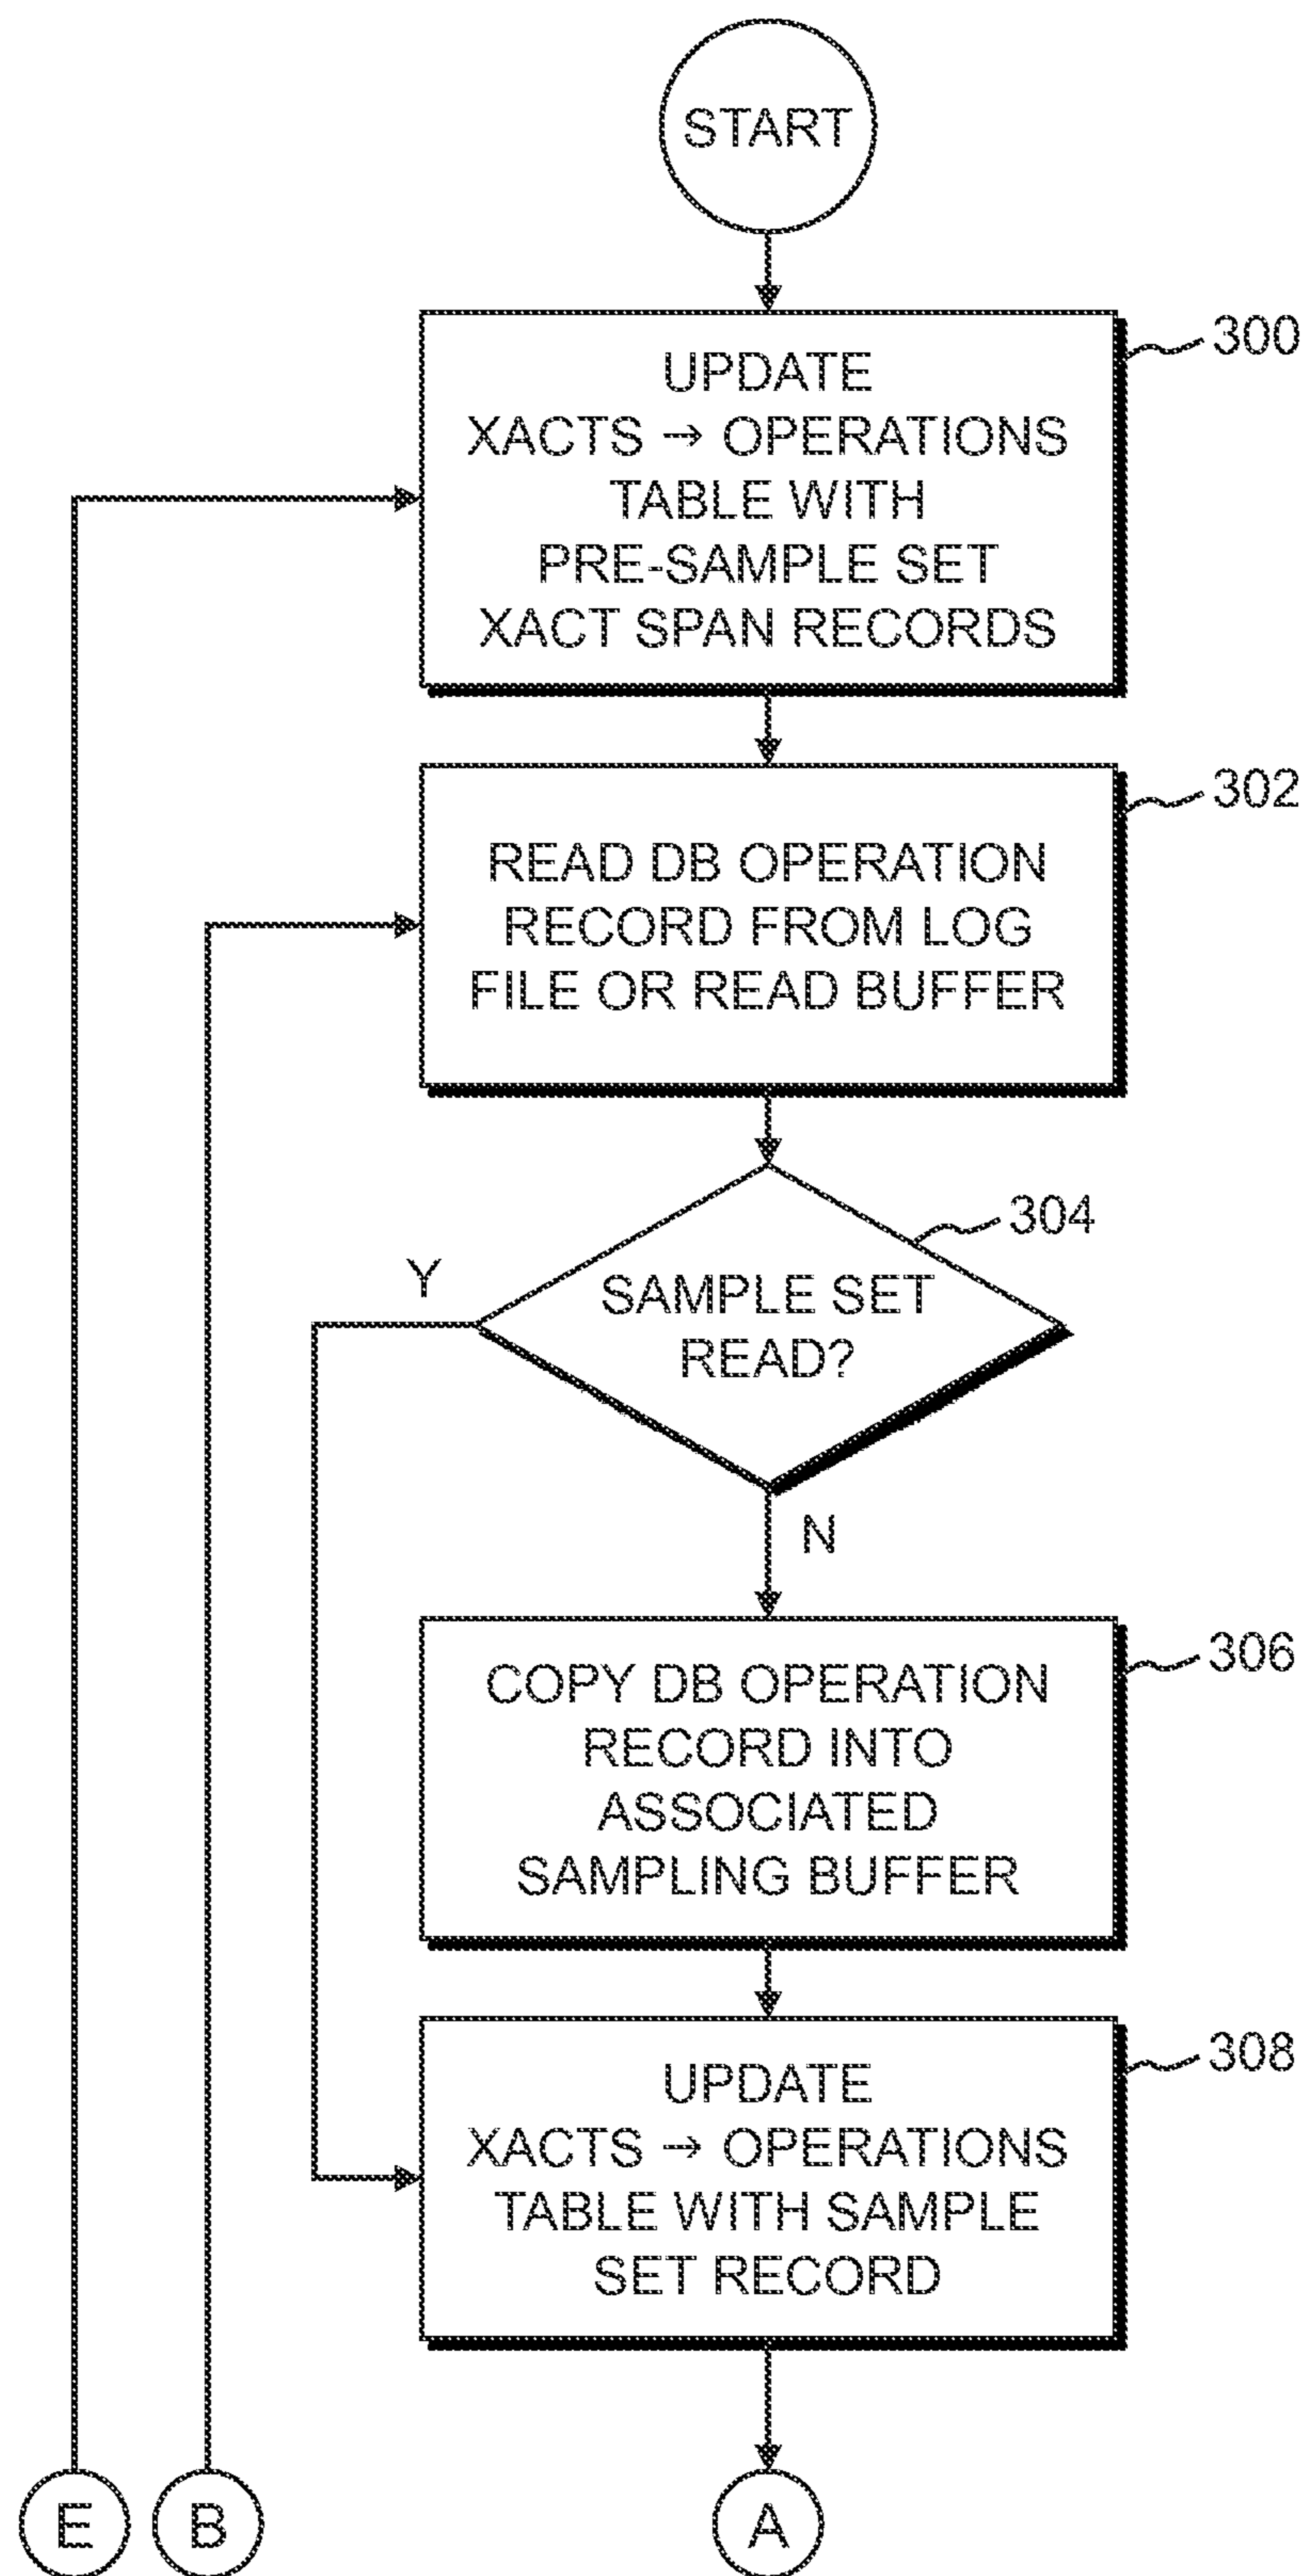 START
300
UPDATE
XACTS → OPERATIONS
TABLE WITH
PRE-SAMPLE SET
XACT SPAN RECORDS
302
READ DB OPERATION
RECORD FROM LOG
FILE OR READ BUFFER
304
Y
SAMPLE SET
READ?
N
306
COPY DB OPERATION
RECORD INTO
ASSOCIATED
SAMPLING BUFFER
308
UPDATE
XACTS → OPERATIONS
TABLE WITH SAMPLE
SET RECORD
E
B
A